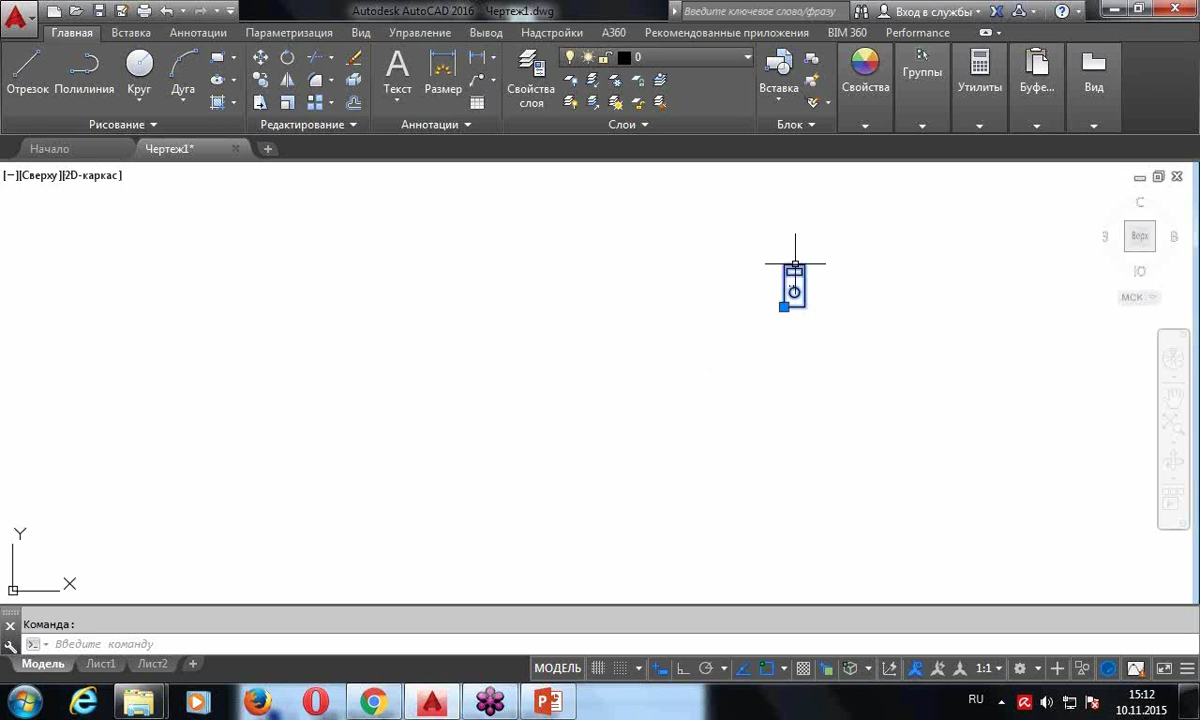 Autodesk AutoCAD 2016 Чертеж1.dwg
Введите ключевое слово/фразу
Вход в службы
Главная Вставка Аннотации Параметризация Вид Управление Вывод Надстройки A360 Рекомендованные приложения BIM 360 Performance
0
Отрезок Полилиния Круг Дуга Текст Размер Свойства слоя Вставка Свойства Группы Утилиты Буфе... Вид
Рисование Редактирование Аннотации Слои Блок
Начало Чертеж1*
[−][Сверху][2D-каркас]
С
З Верх В
Ю
МСК
Y
X
Команда:
Введите команду
Модель Лист1 Лист2
МОДЕЛЬ 1:1
RU
15:12
10.11.2015